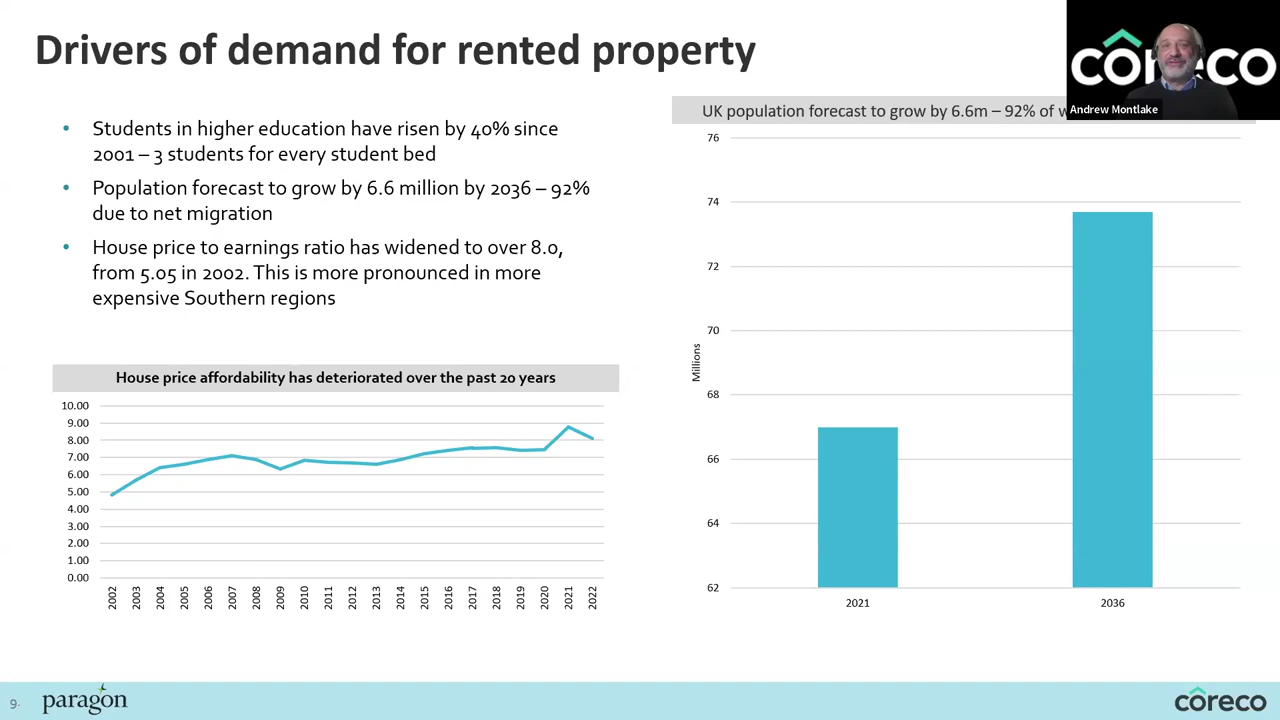 Drivers of demand for rented property
côreco
Andrew Montlake
• Students in higher education have risen by 40% since
2001 – 3 students for every student bed
• Population forecast to grow by 6.6 million by 2036 – 92%
due to net migration
• House price to earnings ratio has widened to over 8.0,
from 5.05 in 2002. This is more pronounced in more
expensive Southern regions
House price affordability has deteriorated over the past 20 years
10.00
9.00
8.00
7.00
6.00
5.00
4.00
3.00
2.00
1.00
0.00
2002 2003 2004 2005 2006 2007 2008 2009 2010 2011 2012 2013 2014 2015 2016 2017 2018 2019 2020 2021 2022
UK population forecast to grow by 6.6m – 92% of
76
74
72
70
68
66
64
62
Millions
2021 2036
9
paragon
côreco